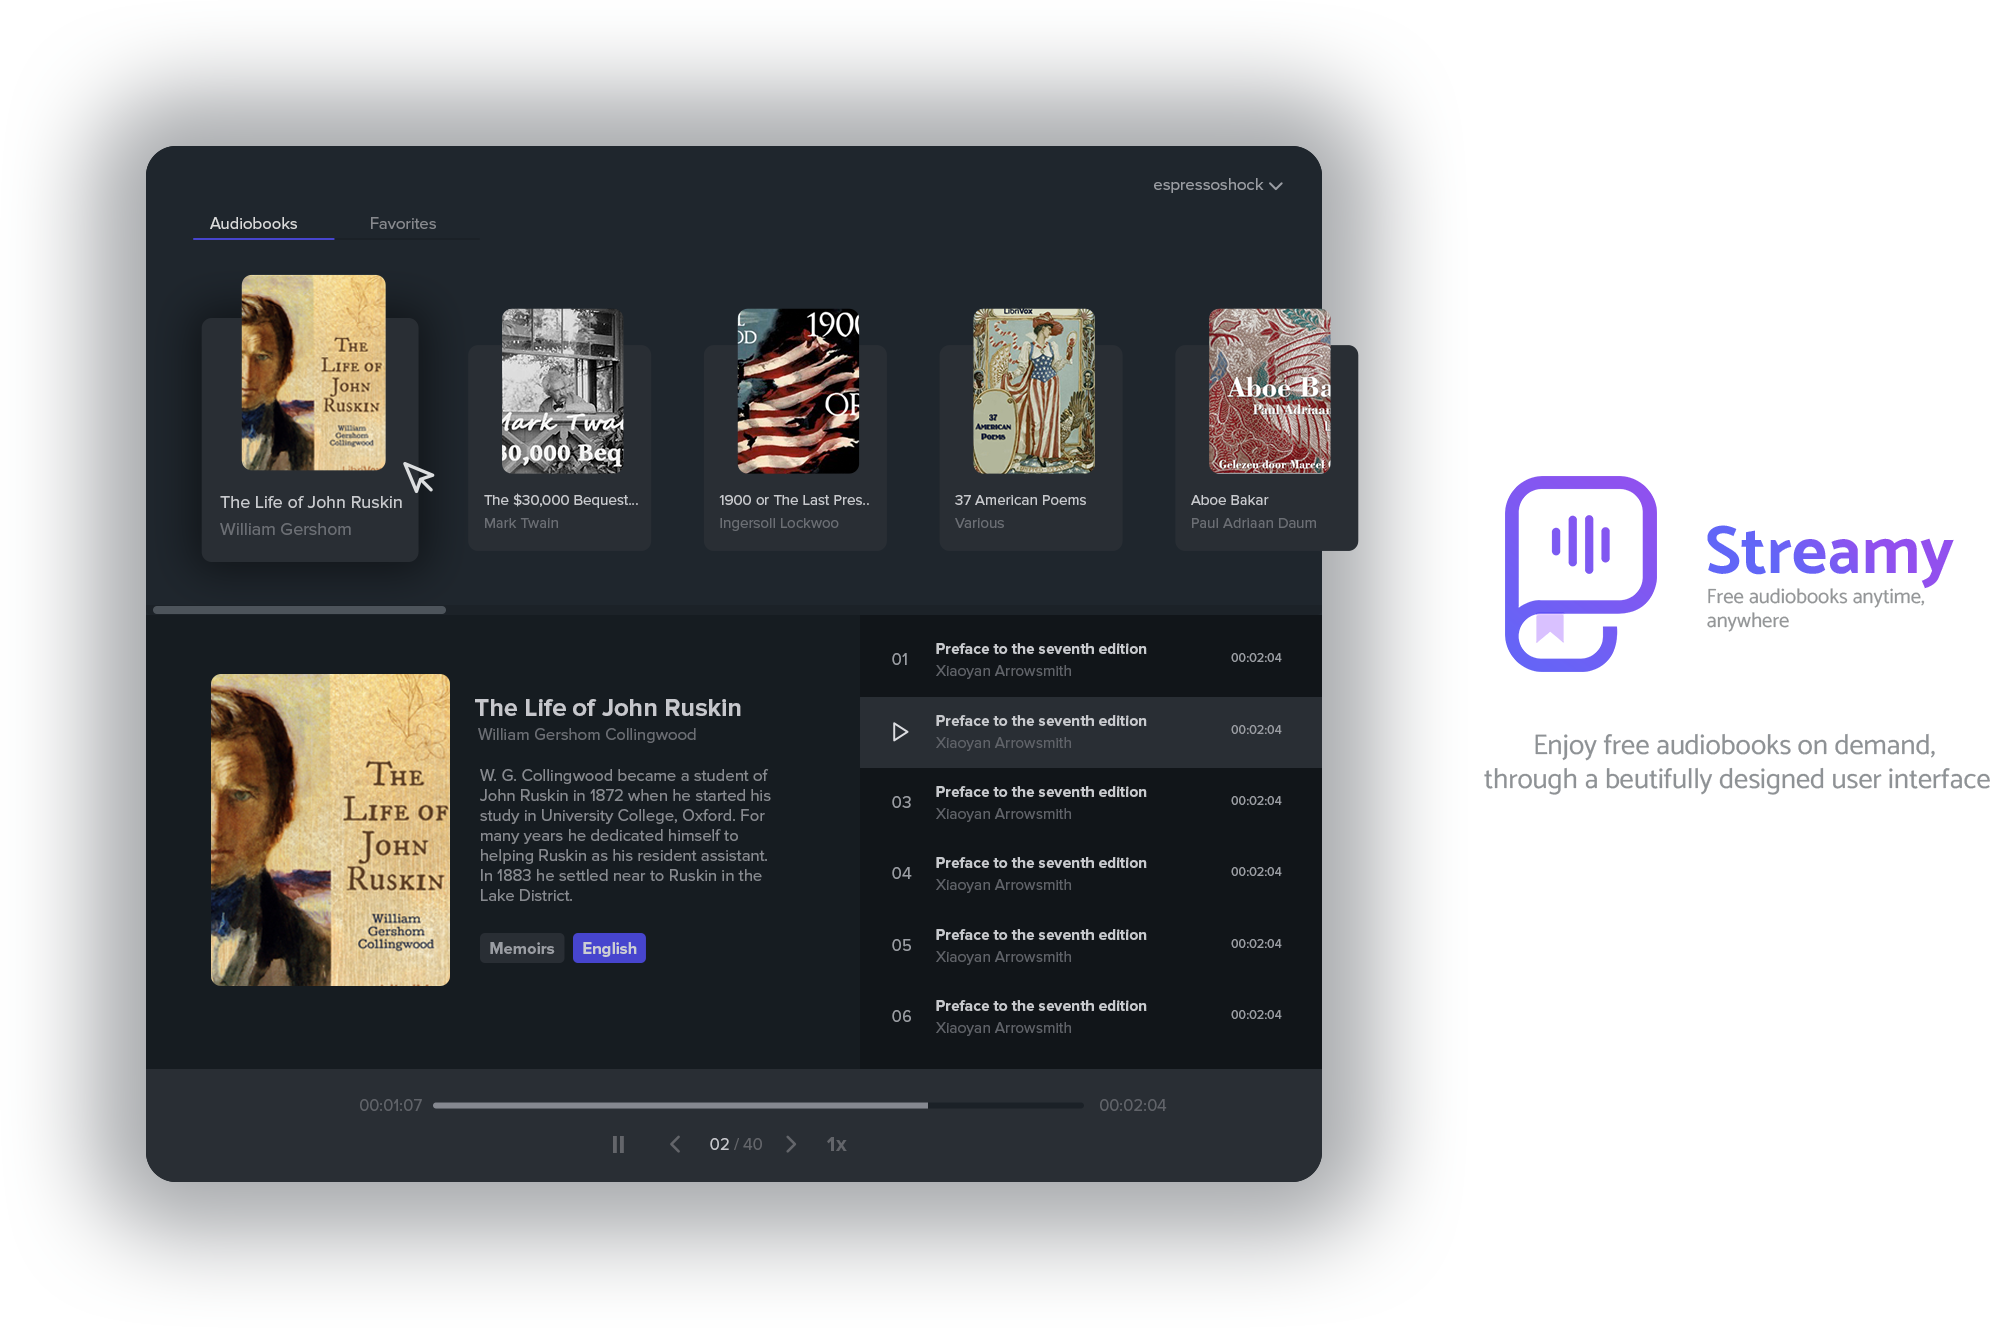 espressoshock
Audiobooks
Favorites
THE
LIFE OF
JOHN
RUSKIN
William
Gershom
Collingwood
The Life of John Ruskin
William Gershom
Mark Twai
30,000 Beq
The $30,000 Bequest...
Mark Twain
1900
OD
OR
1900 or The Last Pres..
Ingersoll Lockwoo
LibriVox
37
AMERICAN
POEMS
37 American Poems
Various
Aboe Ba
Paul Adriaan
Gelezen door Marcel
Aboe Bakar
Paul Adriaan Daum
THE
LIFE OF
JOHN
RUSKIN
William
Gershom
Collingwood
The Life of John Ruskin
William Gershom Collingwood
W. G. Collingwood became a student of
John Ruskin in 1872 when he started his
study in University College, Oxford. For
many years he dedicated himself to
helping Ruskin as his resident assistant.
In 1883 he settled near to Ruskin in the
Lake District.
Memoirs
English
01 Preface to the seventh edition 00:02:04
Xiaoyan Arrowsmith
Preface to the seventh edition 00:02:04
Xiaoyan Arrowsmith
03 Preface to the seventh edition 00:02:04
Xiaoyan Arrowsmith
04 Preface to the seventh edition 00:02:04
Xiaoyan Arrowsmith
05 Preface to the seventh edition 00:02:04
Xiaoyan Arrowsmith
06 Preface to the seventh edition 00:02:04
Xiaoyan Arrowsmith
00:01:07
00:02:04
02 / 40
1x
Streamy
Free audiobooks anytime,
anywhere
Enjoy free audiobooks on demand,
through a beutifully designed user interface